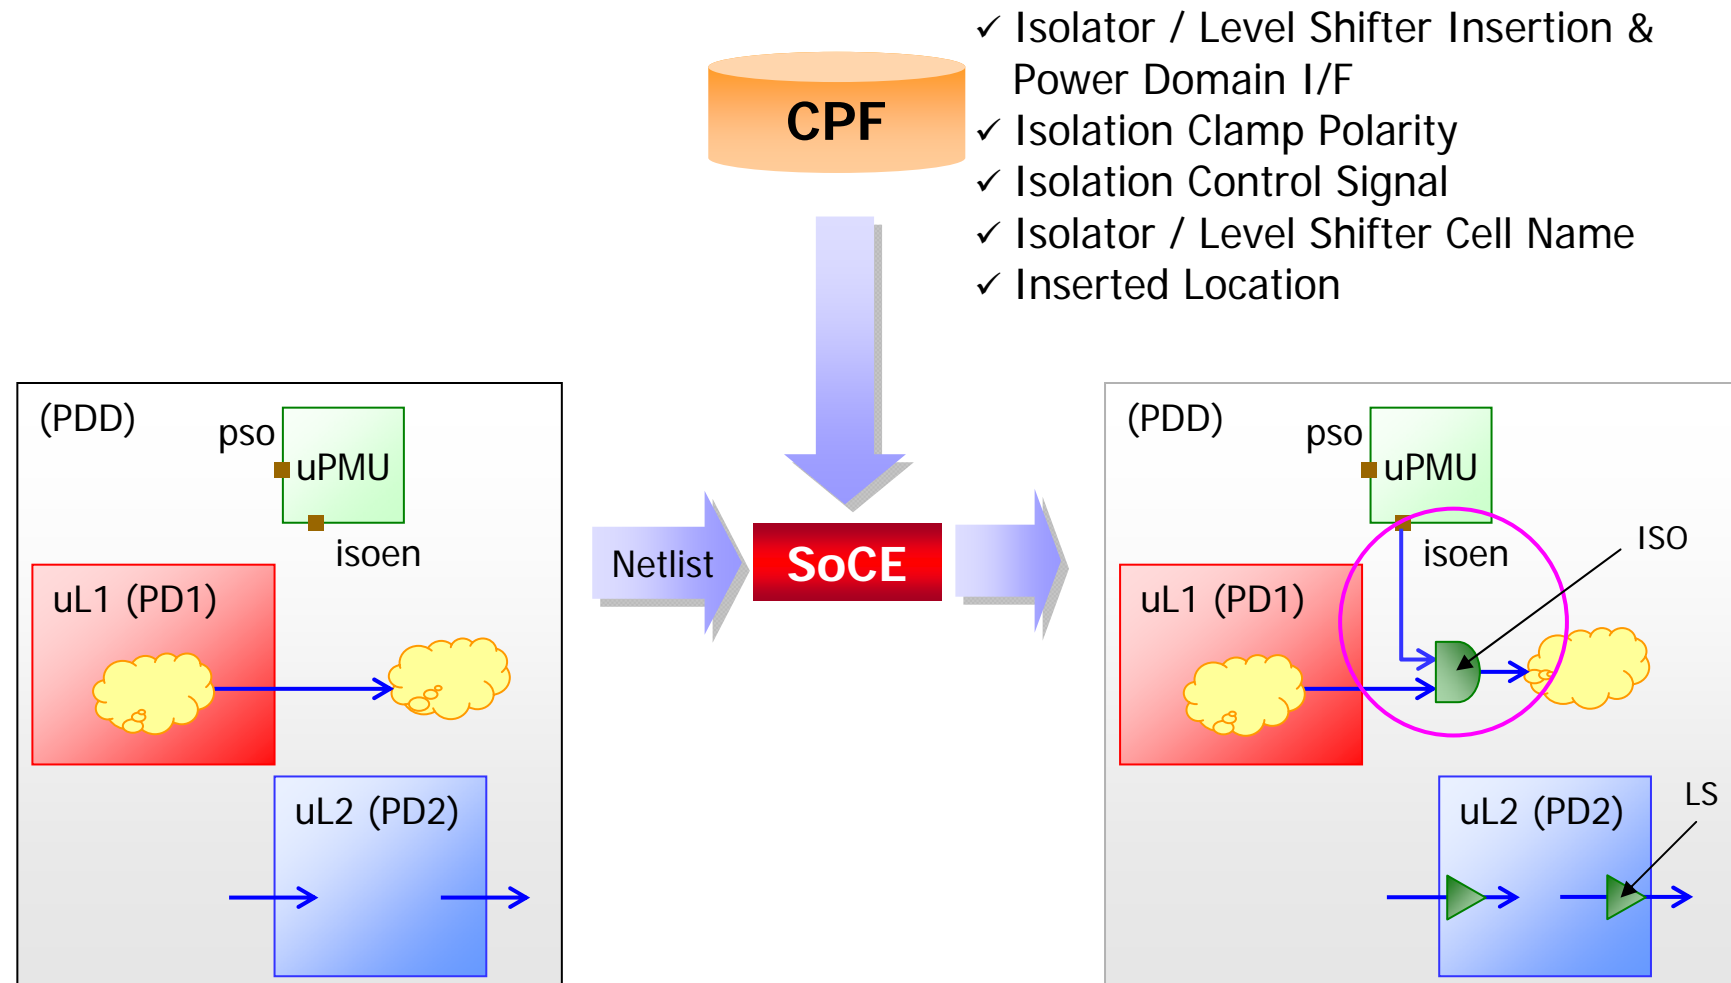 ✓ Isolator / Level Shifter Insertion &
Power Domain I/F
✓ Isolation Clamp Polarity
✓ Isolation Control Signal
✓ Isolator / Level Shifter Cell Name
✓ Inserted Location
CPF
(PDD)
pso
uPMU
isoen
uL1 (PD1)
uL2 (PD2)
Netlist
SoCE
(PDD)
pso
uPMU
isoen
ISO
uL1 (PD1)
uL2 (PD2)
LS